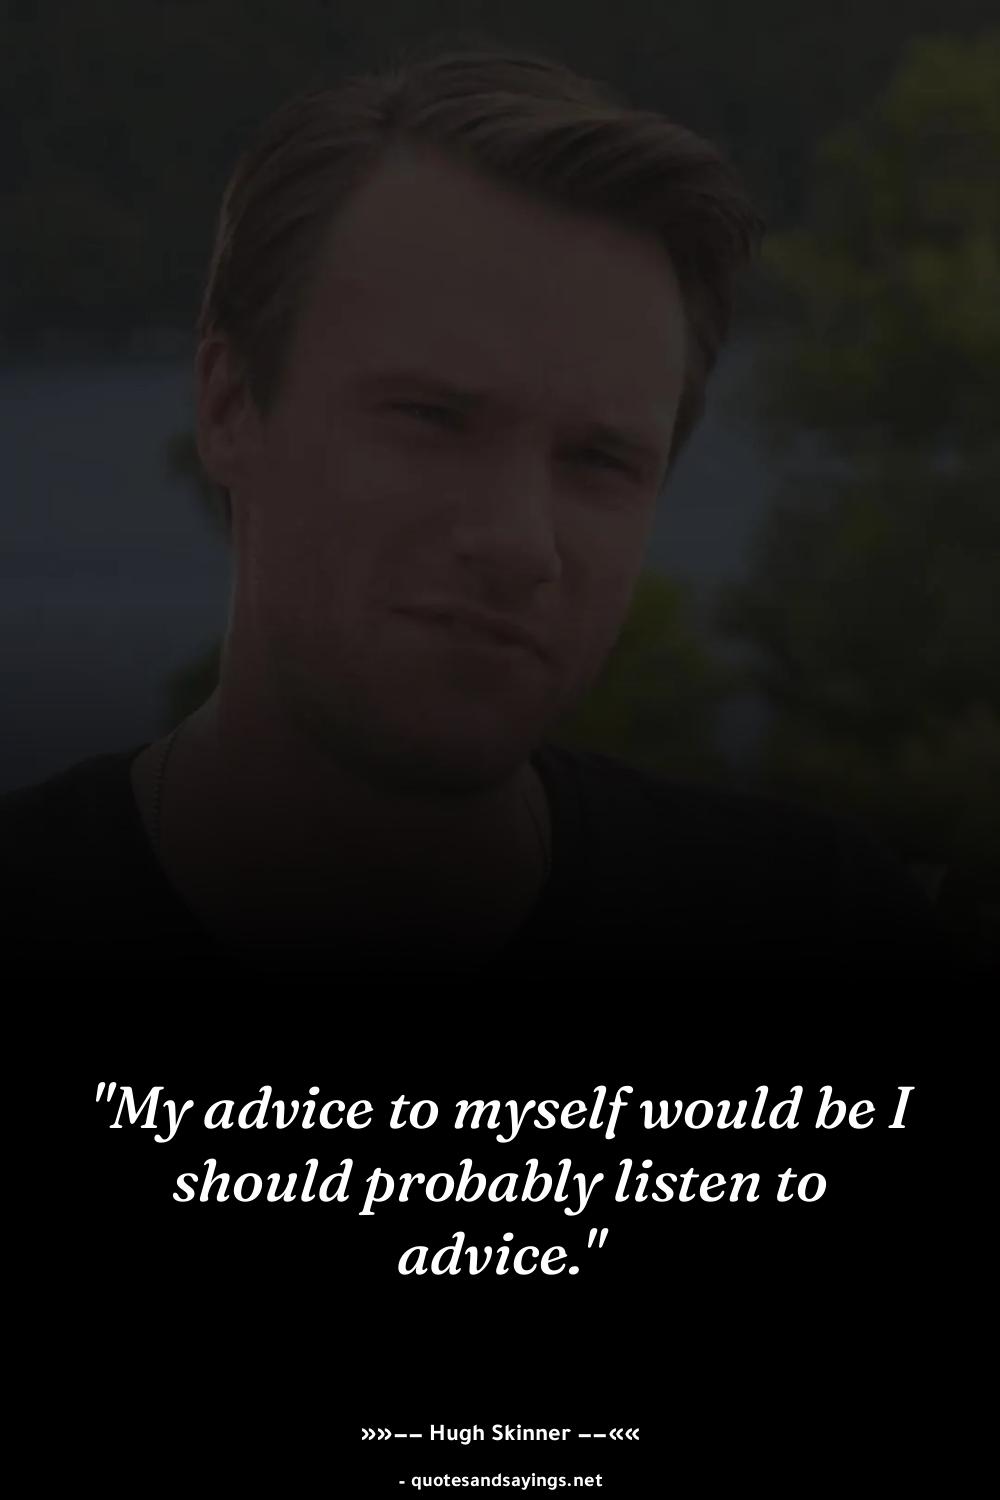 "My advice to myself would be I
should probably listen to
advice."
»»−− Hugh Skinner −−««
- quotesandsayings.net